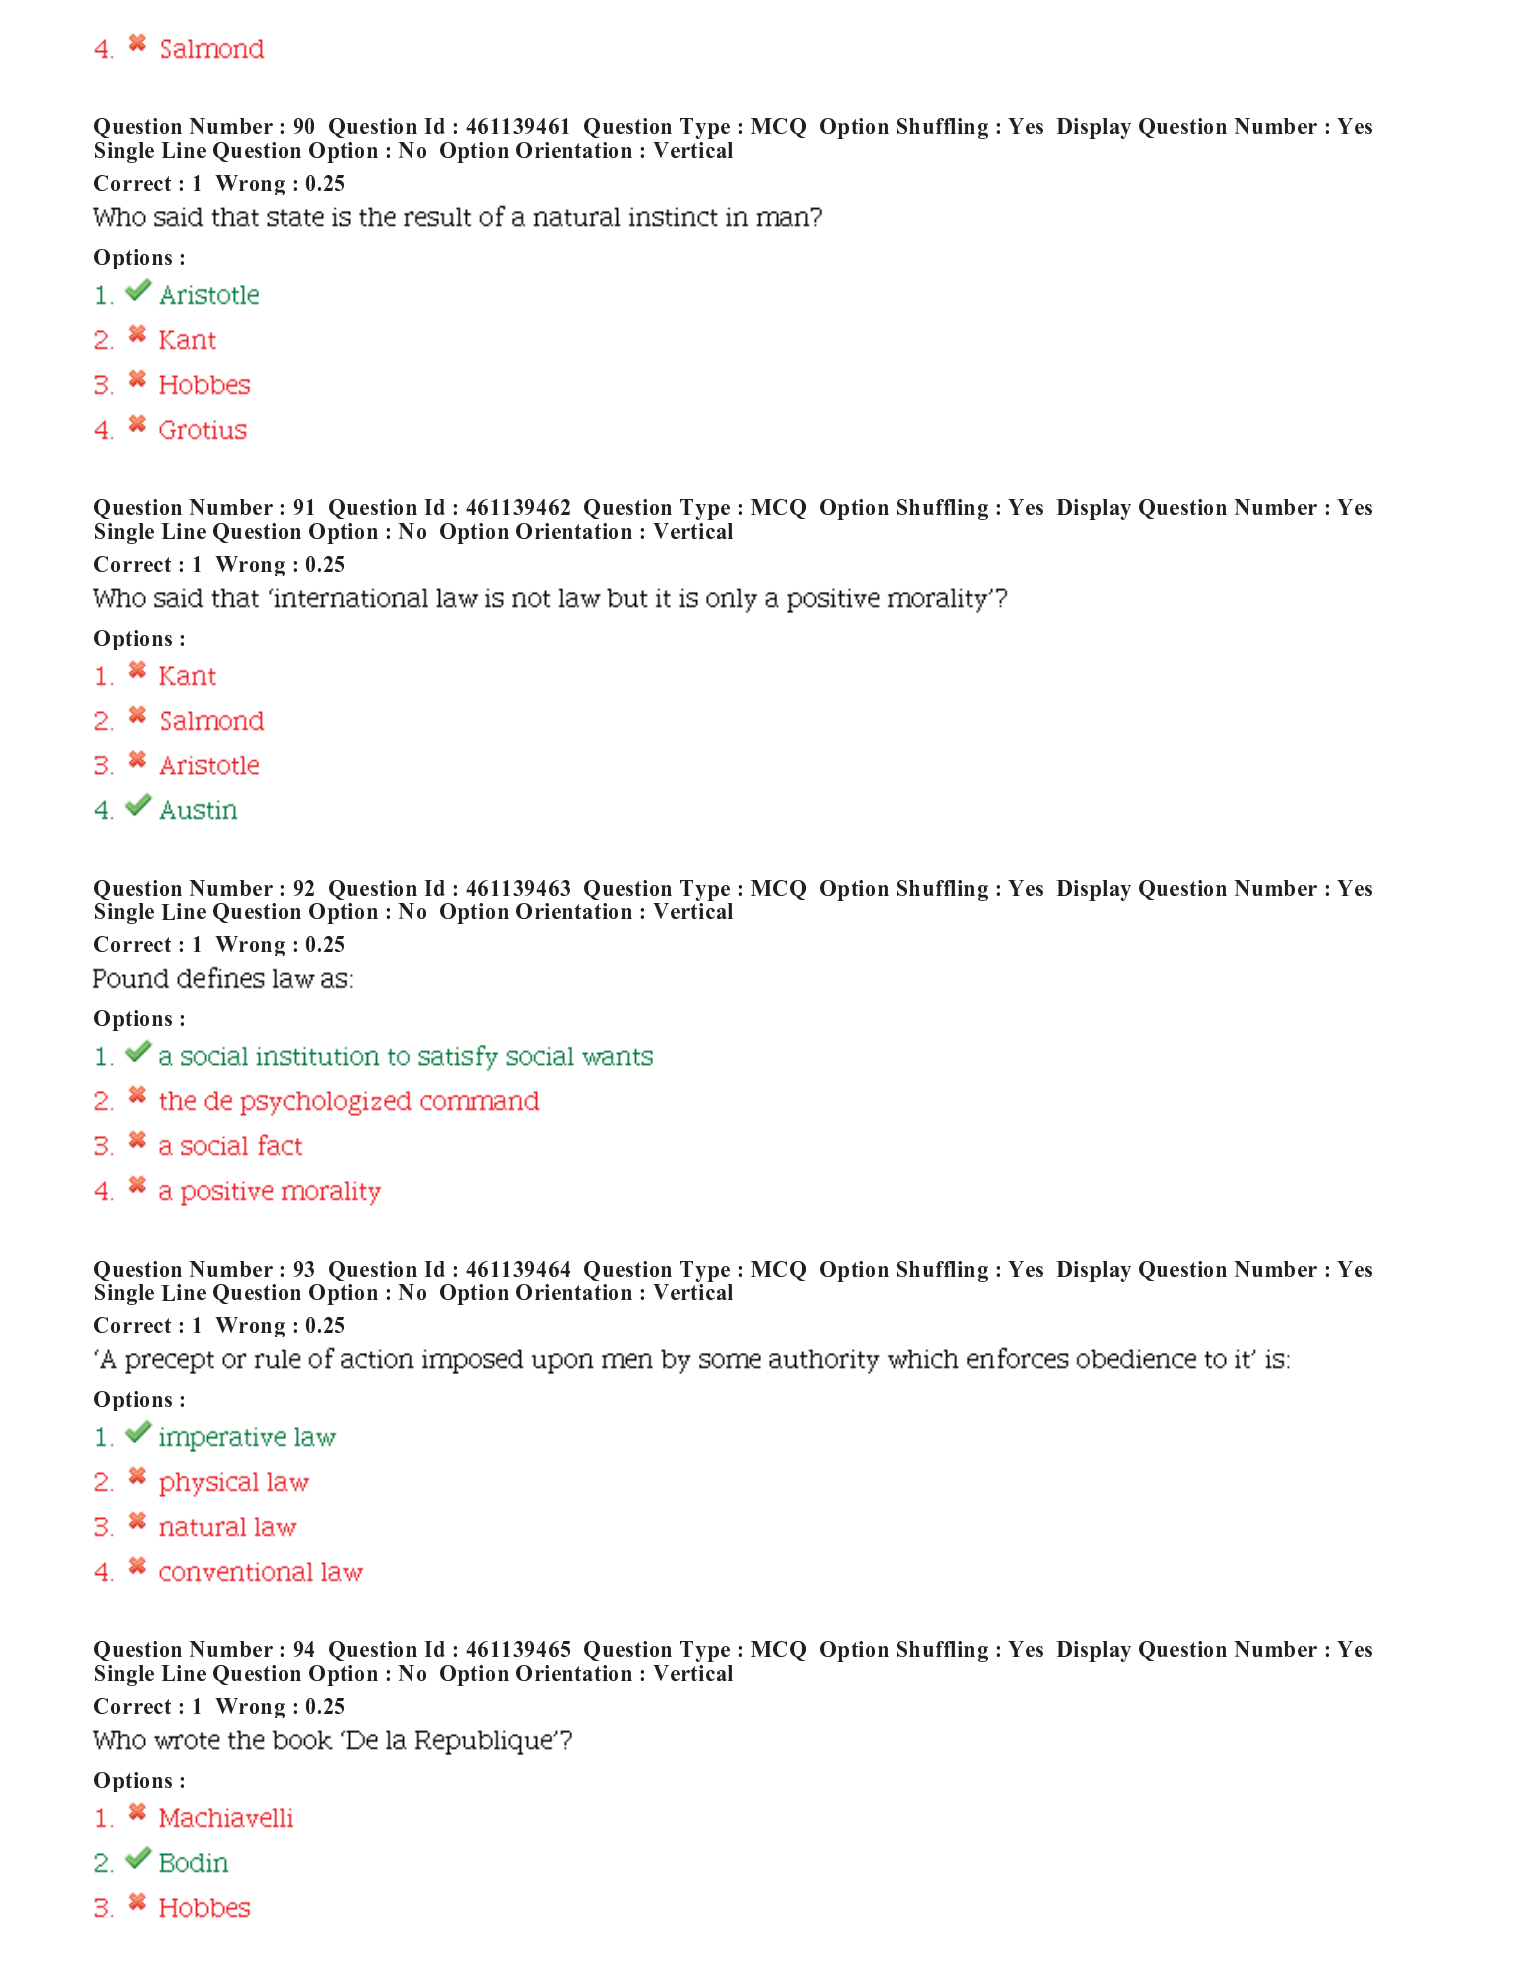 4. Salmond
Question Number : 90 Question Id : 461139461 Question Type : MCQ Option Shuffling : Yes Display Question Number : Yes
Single Line Question Option : No Option Orientation : Vertical
Correct : 1 Wrong : 0.25
Who said that state is the result of a natural instinct in man?
Options :
1. Aristotle
2. Kant
3. Hobbes
4. Grotius
Question Number : 91 Question Id : 461139462 Question Type : MCQ Option Shuffling : Yes Display Question Number : Yes
Single Line Question Option : No Option Orientation : Vertical
Correct : 1 Wrong : 0.25
Who said that ‘international law is not law but it is only a positive morality’?
Options :
1. Kant
2. Salmond
3. Aristotle
4. Austin
Question Number : 92 Question Id : 461139463 Question Type : MCQ Option Shuffling : Yes Display Question Number : Yes
Single Line Question Option : No Option Orientation : Vertical
Correct : 1 Wrong : 0.25
Pound defines law as:
Options :
1. a social institution to satisfy social wants
2. the de psychologized command
3. a social fact
4. a positive morality
Question Number : 93 Question Id : 461139464 Question Type : MCQ Option Shuffling : Yes Display Question Number : Yes
Single Line Question Option : No Option Orientation : Vertical
Correct : 1 Wrong : 0.25
‘A precept or rule of action imposed upon men by some authority which enforces obedience to it’ is:
Options :
1. imperative law
2. physical law
3. natural law
4. conventional law
Question Number : 94 Question Id : 461139465 Question Type : MCQ Option Shuffling : Yes Display Question Number : Yes
Single Line Question Option : No Option Orientation : Vertical
Correct : 1 Wrong : 0.25
Who wrote the book ‘De la Republique’?
Options :
1. Machiavelli
2. Bodin
3. Hobbes